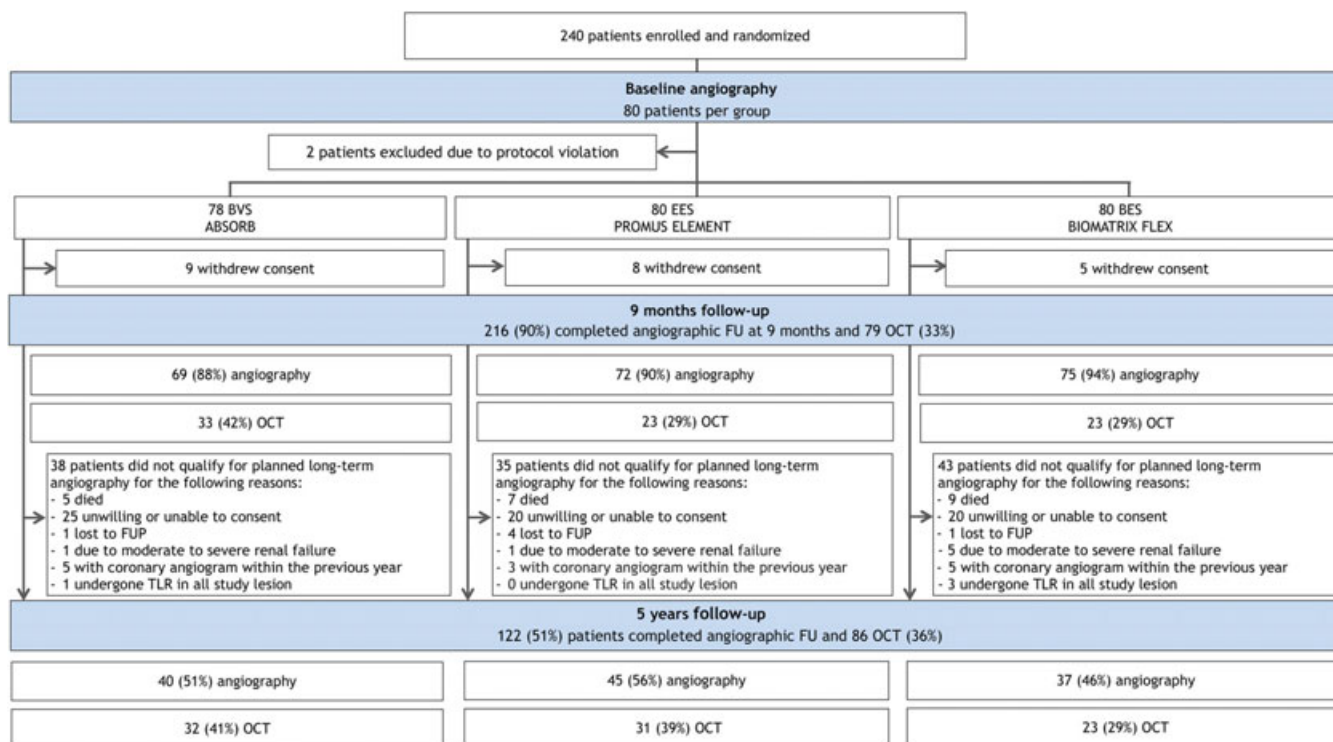 240 patients enrolled and randomized
Baseline angiography
80 patients per group
2 patients excluded due to protocol violation
78 BVS
ABSORB
80 EES
PROMUS ELEMENT
80 BES
BIOMATRIX FLEX
9 withdrew consent
8 withdrew consent
5 withdrew consent
9 months follow-up
216 (90%) completed angiographic FU at 9 months and 79 OCT (33%)
69 (88%) angiography
72 (90%) angiography
75 (94%) angiography
33 (42%) OCT
23 (29%) OCT
23 (29%) OCT
38 patients did not qualify for planned long-term
angiography for the following reasons:
- 5 died
- 25 unwilling or unable to consent
- 1 lost to FUP
- 1 due to moderate to severe renal failure
- 5 with coronary angiogram within the previous year
- 1 undergone TLR in all study lesion
35 patients did not qualify for planned long-term
angiography for the following reasons:
- 7 died
- 20 unwilling or unable to consent
- 4 lost to FUP
- 1 due to moderate to severe renal failure
- 3 with coronary angiogram within the previous year
- 0 undergone TLR in all study lesion
43 patients did not qualify for planned long-term
angiography for the following reasons:
- 9 died
- 20 unwilling or unable to consent
- 1 lost to FUP
- 5 due to moderate to severe renal failure
- 5 with coronary angiogram within the previous year
- 3 undergone TLR in all study lesion
5 years follow-up
122 (51%) patients completed angiographic FU and 86 OCT (36%)
40 (51%) angiography
45 (56%) angiography
37 (46%) angiography
32 (41%) OCT
31 (39%) OCT
23 (29%) OCT